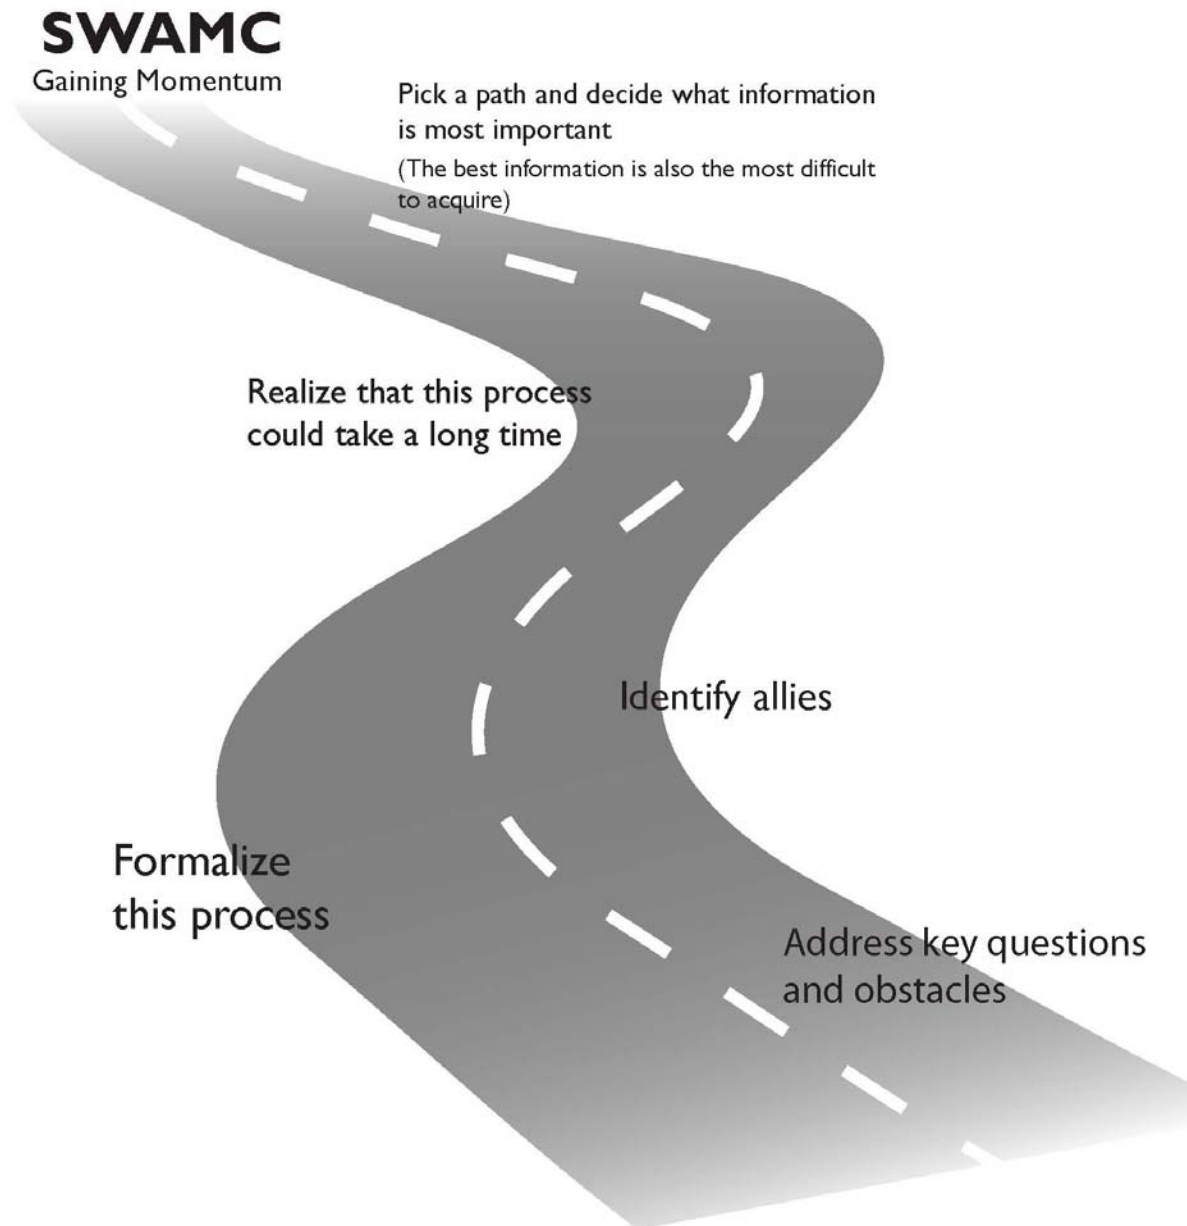 SWAMC
Gaining Momentum
Pick a path and decide what information
is most important
(The best information is also the most difficult
to acquire)
Realize that this process
could take a long time
Identify allies
Formalize
this process
Address key questions
and obstacles